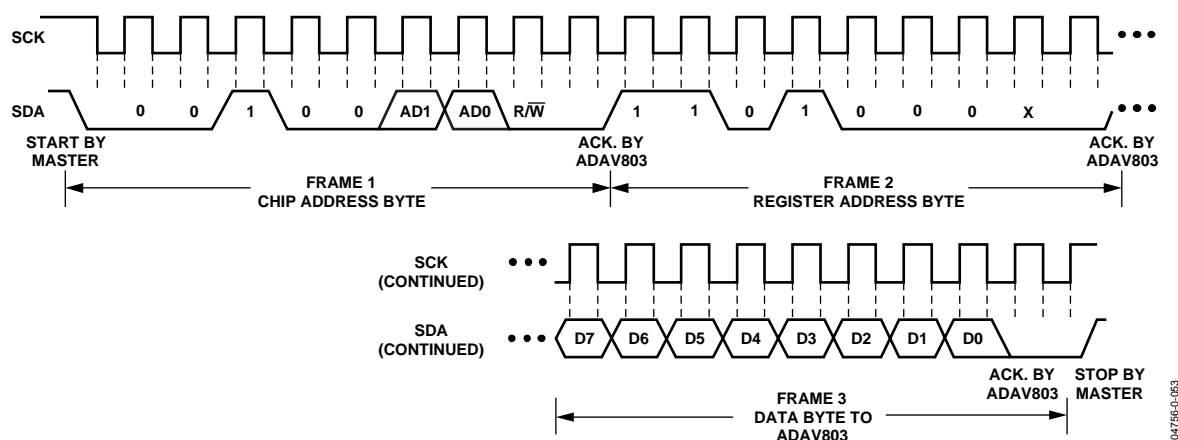 SCK
SDA 0 0 1 0 0 AD1 AD0 R/W̅ 1 1 0 1 0 0 0 X
START BY
MASTER
ACK. BY
ADAV803
ACK. BY
ADAV803
FRAME 1
CHIP ADDRESS BYTE
FRAME 2
REGISTER ADDRESS BYTE
SCK
(CONTINUED)
SDA
(CONTINUED)
D7 D6 D5 D4 D3 D2 D1 D0
ACK. BY
ADAV803
STOP BY
MASTER
FRAME 3
DATA BYTE TO
ADAV803
04756-0-053